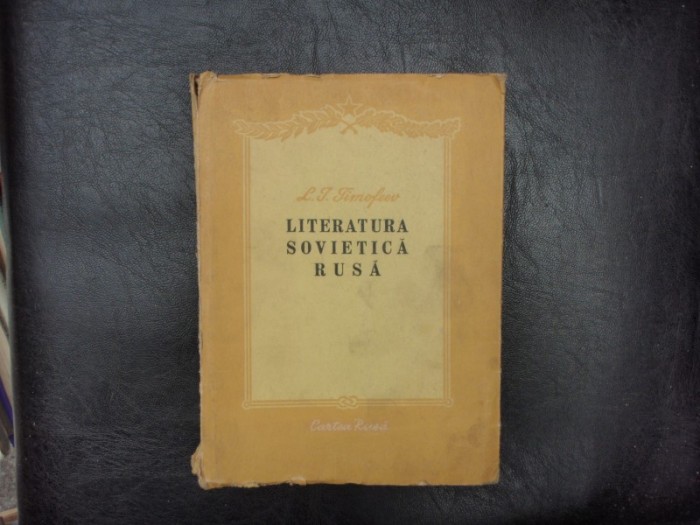 L. I. Timofeev
LITERATURA
SOVIETICĂ
RUSĂ
Cartea Rusă